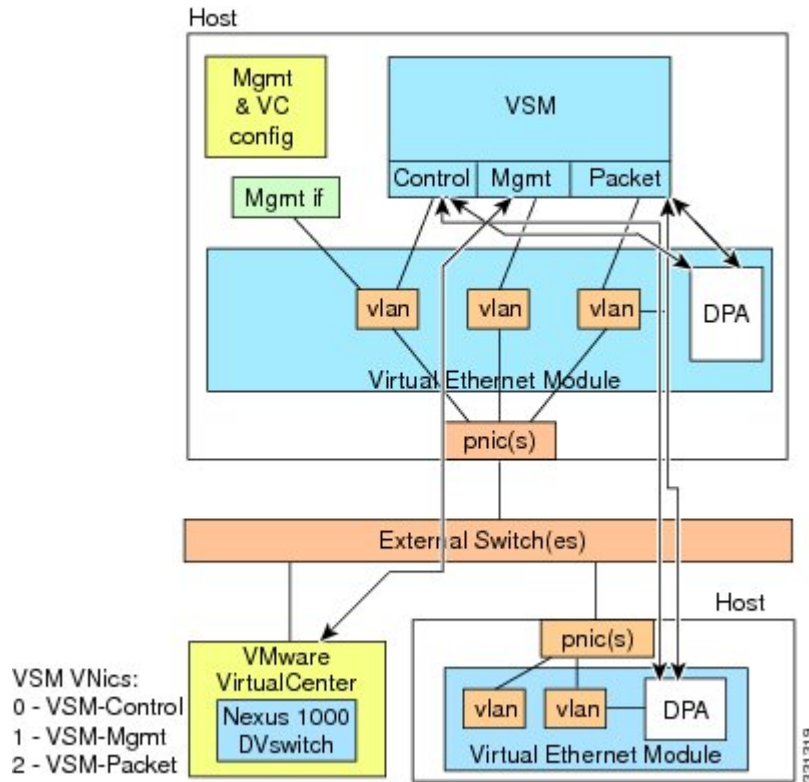 Host
Mgmt
& VC
config
VSM
Control
Mgmt
Packet
Mgmt if
vlan
vlan
vlan
DPA
Virtual Ethernet Module
pnic(s)
External Switch(es)
Host
pnic(s)
VMware
VirtualCenter
Nexus 1000
DVswitch
VSM VNics:
0 - VSM-Control
1 - VSM-Mgmt
2 - VSM-Packet
vlan
vlan
DPA
Virtual Ethernet Module